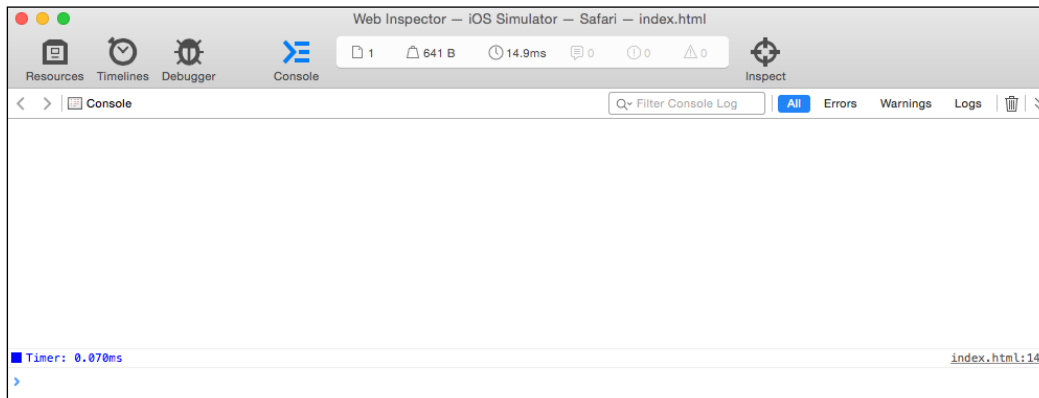 Web Inspector — iOS Simulator — Safari — index.html
1 641 B 14.9ms 0 0 0
Resources Timelines Debugger Console Inspect
Console Filter Console Log All Errors Warnings Logs
Timer: 0.070ms index.html:14